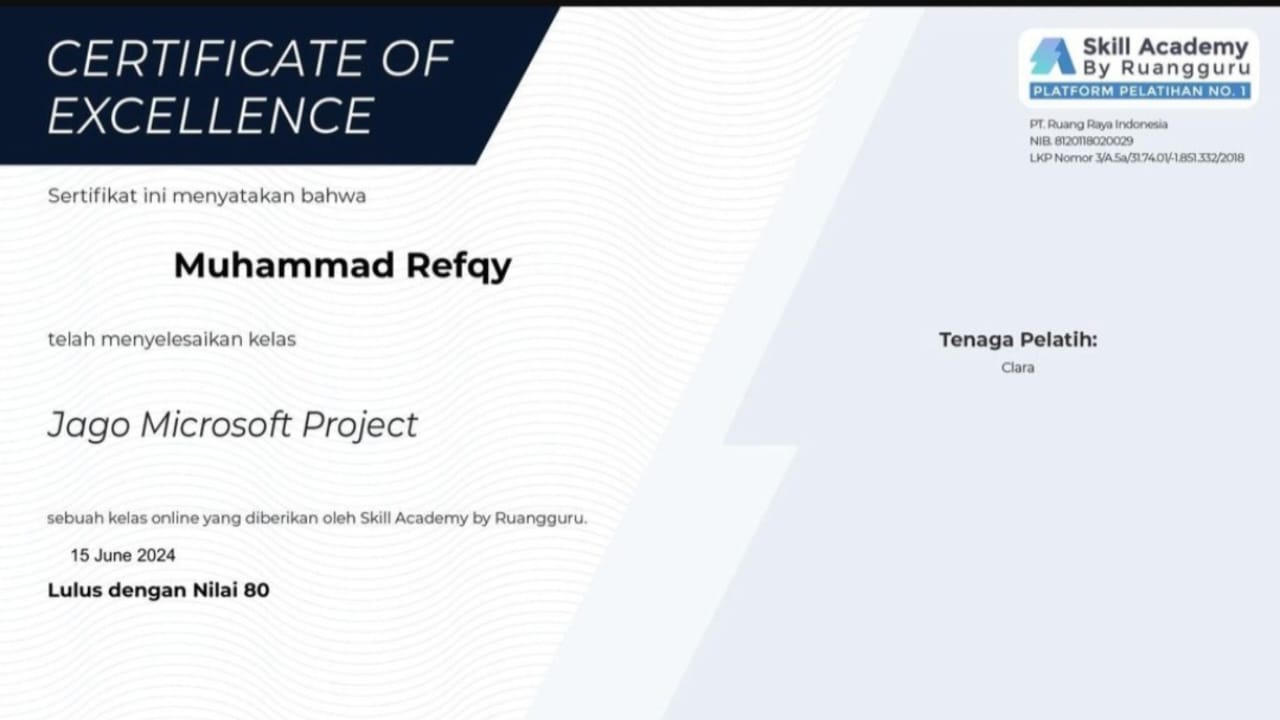 CERTIFICATE OF
EXCELLENCE
Skill Academy
By Ruangguru
PLATFORM PELATIHAN NO. 1
PT. Ruang Raya Indonesia
NIB. 8120118020029
LKP Nomor 3/A.5a/31.74.01/-1.851.332/2018
Sertifikat ini menyatakan bahwa
Muhammad Refqy
telah menyelesaikan kelas
Jago Microsoft Project
sebuah kelas online yang diberikan oleh Skill Academy by Ruangguru.
15 June 2024
Lulus dengan Nilai 80
Tenaga Pelatih:
Clara